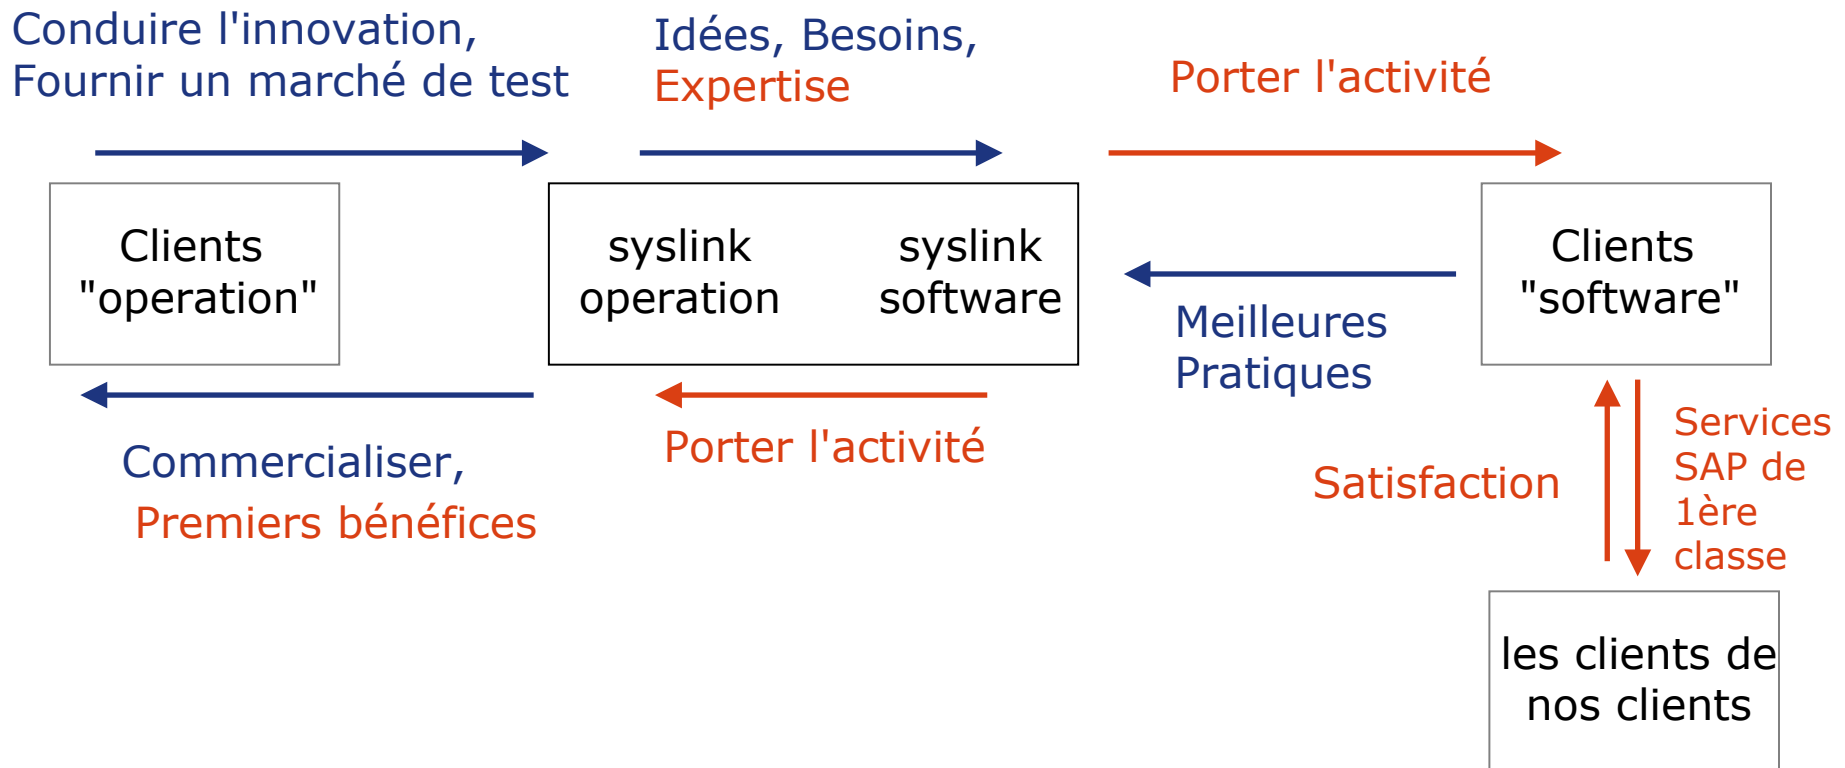 Conduire l'innovation,
Fournir un marché de test
Idées, Besoins,
Expertise
Porter l'activité
Clients
"operation"
syslink
operation
syslink
software
Clients
"software"
Meilleures
Pratiques
Commercialiser,
Premiers bénéfices
Porter l'activité
Satisfaction
Services
SAP de
1ère
classe
les clients de
nos clients